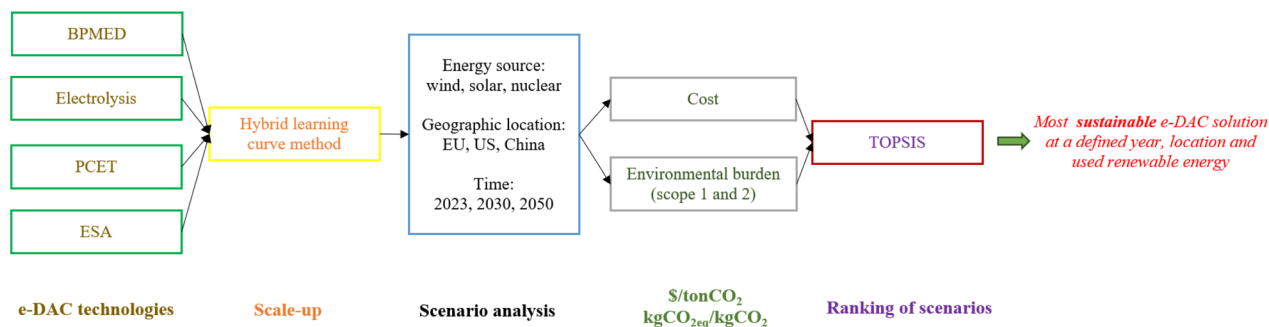 BPMED
Electrolysis
PCET
ESA
Hybrid learning
curve method
Energy source:
wind, solar, nuclear
Geographic location:
EU, US, China
Time:
2023, 2030, 2050
Cost
Environmental burden
(scope 1 and 2)
TOPSIS
Most sustainable e-DAC solution
at a defined year, location and
used renewable energy
e-DAC technologies
Scale-up
Scenario analysis
$/tonCO₂
kgCO₂eq/kgCO₂
Ranking of scenarios